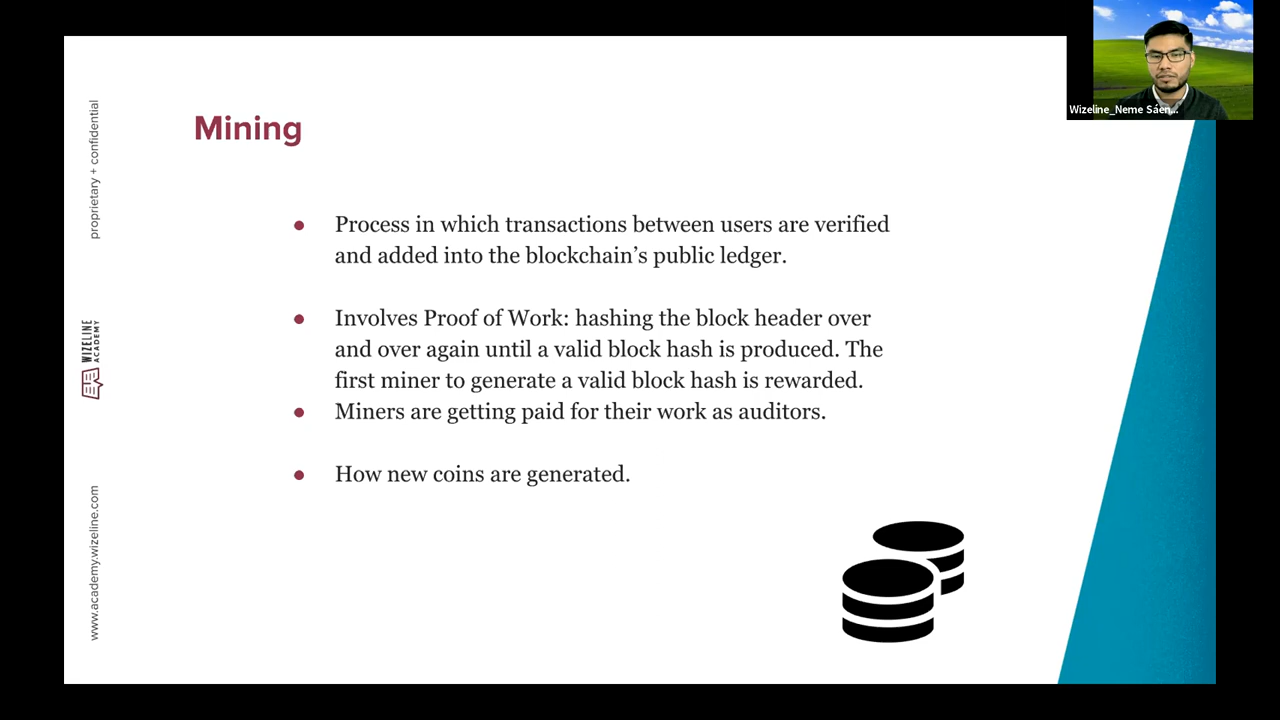 Wizeline_Neme Sáen...
proprietary + confidential
WIZELINE
ACADEMY
www.academy.wizeline.com
Mining
● Process in which transactions between users are verified
and added into the blockchain’s public ledger.
● Involves Proof of Work: hashing the block header over
and over again until a valid block hash is produced. The
first miner to generate a valid block hash is rewarded.
● Miners are getting paid for their work as auditors.
● How new coins are generated.